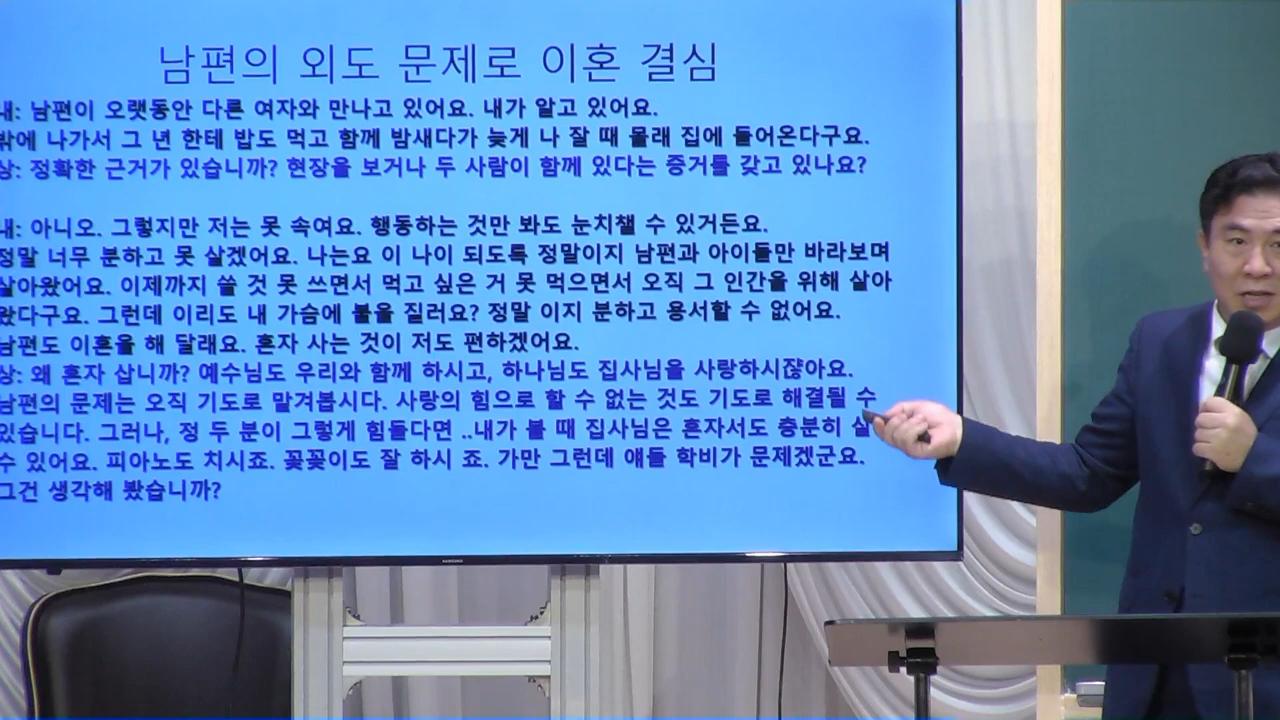 남편의 외도 문제로 이혼 결심
내: 남편이 오랫동안 다른 여자와 만나고 있어요. 내가 알고 있어요.
밖에 나가서 그 년 한테 밥도 먹고 함께 밤새다가 늦게 나 잘 때 몰래 집에 들어온다구요.
상: 정확한 근거가 있습니까? 현장을 보거나 두 사람이 함께 있다는 증거를 갖고 있나요?
내: 아니오. 그렇지만 저는 못 속여요. 행동하는 것만 봐도 눈치챌 수 있거든요.
정말 너무 분하고 못 살겠어요. 나는요 이 나이 되도록 정말이지 남편과 아이들만 바라보며
살아왔어요. 이제까지 쓸 것 못 쓰면서 먹고 싶은 거 못 먹으면서 오직 그 인간을 위해 살아
왔다구요. 그런데 이리도 내 가슴에 불을 질러요? 정말 이지 분하고 용서할 수 없어요.
남편도 이혼을 해 달래요. 혼자 사는 것이 저도 편하겠어요.
상: 왜 혼자 삽니까? 예수님도 우리와 함께 하시고, 하나님도 집사님을 사랑하시쟎아요.
남편의 문제는 오직 기도로 맡겨봅시다. 사랑의 힘으로 할 수 없는 것도 기도로 해결될 수
있습니다. 그러나, 정 두 분이 그렇게 힘들다면 ..내가 볼 때 집사님은 혼자서도 충분히 살
수 있어요. 피아노도 치시죠. 꽃꽂이도 잘 하시 죠. 가만 그런데 얘들 학비가 문제겠군요.
그건 생각해 봤습니까?
SAMSUNG